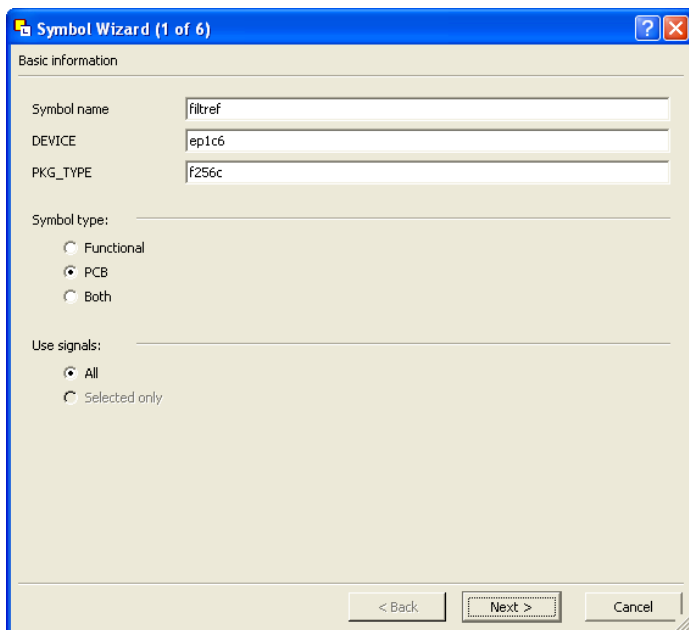 Symbol Wizard (1 of 6)
Basic information
Symbol name filtref
DEVICE ep1c6
PKG_TYPE f256c
Symbol type:
Functional
PCB
Both
Use signals:
All
Selected only
< Back Next > Cancel